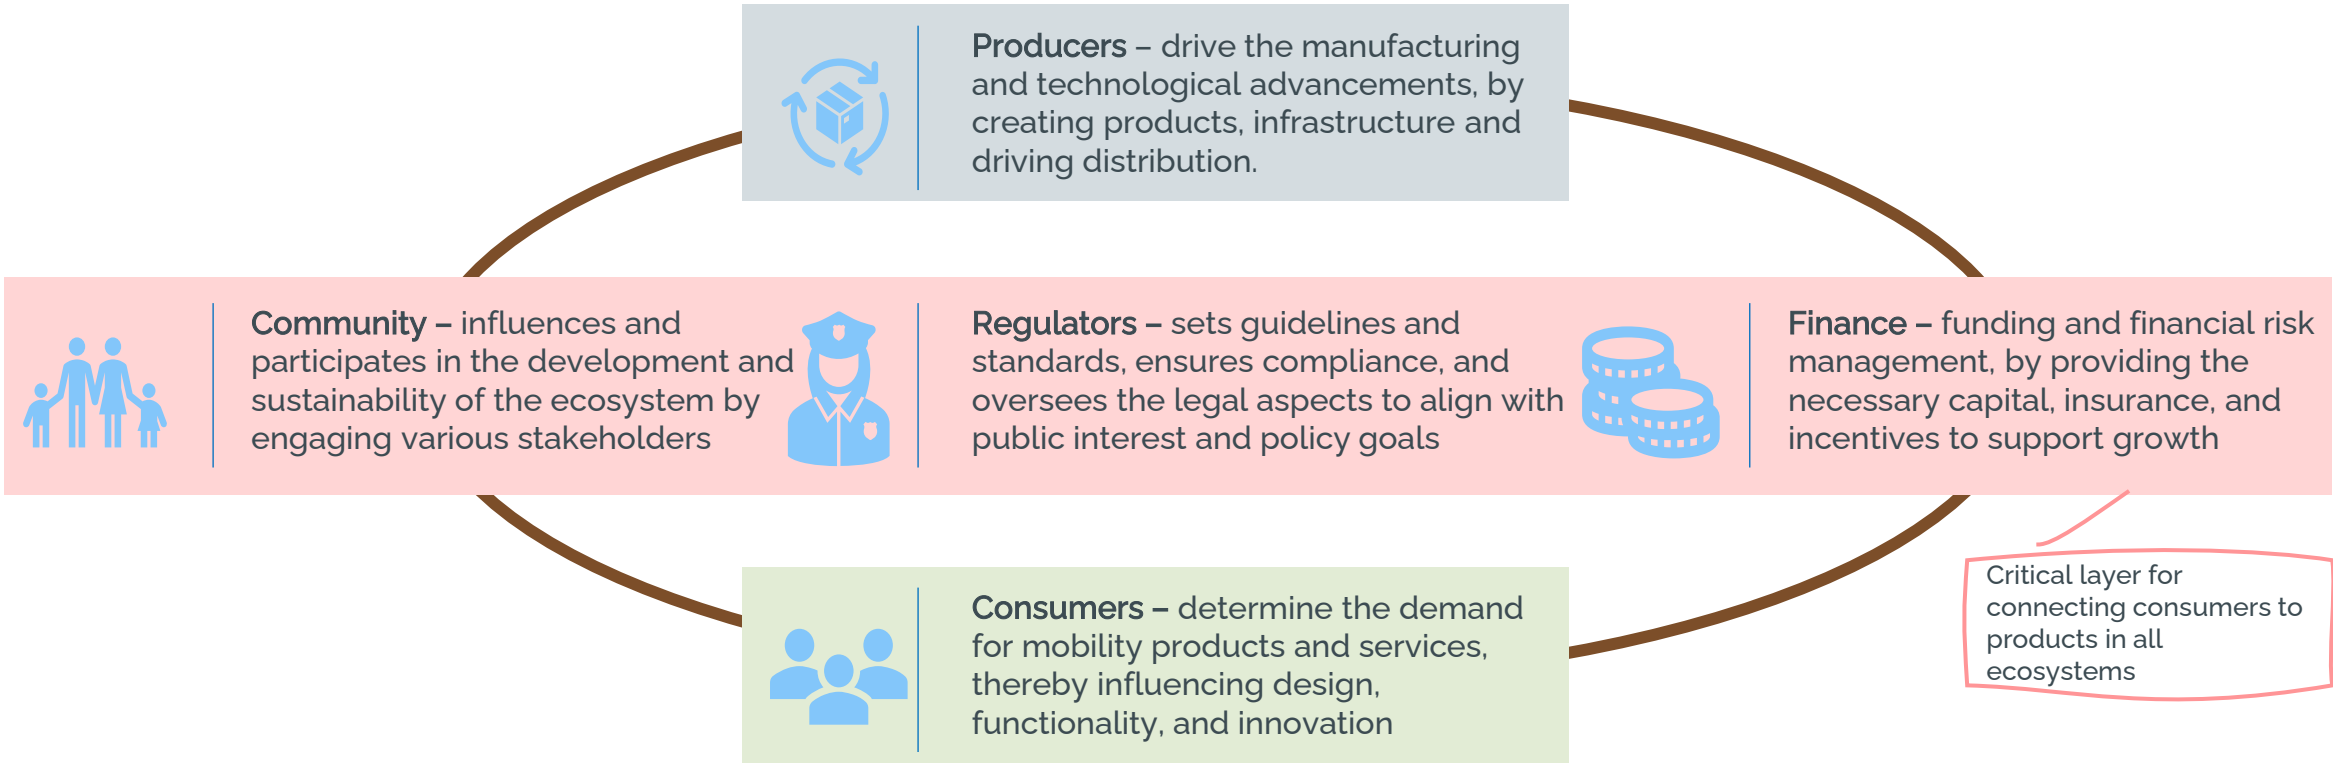 Producers – drive the manufacturing
and technological advancements, by
creating products, infrastructure and
driving distribution.
Community – influences and
participates in the development and
sustainability of the ecosystem by
engaging various stakeholders
Regulators – sets guidelines and
standards, ensures compliance, and
oversees the legal aspects to align with
public interest and policy goals
Finance – funding and financial risk
management, by providing the
necessary capital, insurance, and
incentives to support growth
Critical layer for
connecting consumers to
products in all
ecosystems
Consumers – determine the demand
for mobility products and services,
thereby influencing design,
functionality, and innovation